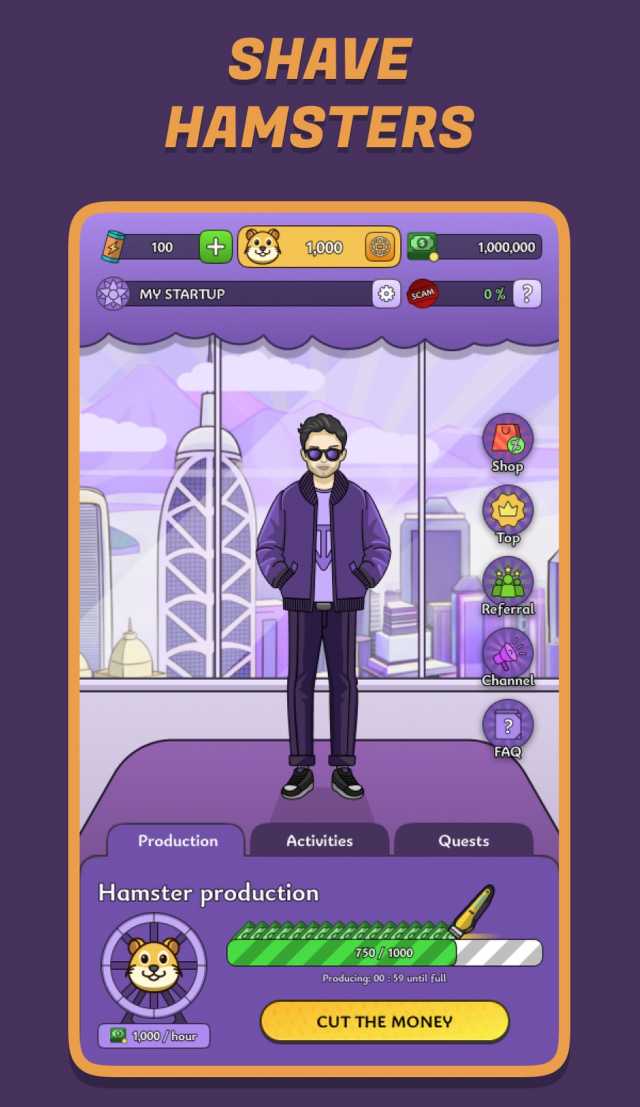 SHAVE
HAMSTERS
100
1,000
1,000,000
MY STARTUP
SCAM
0 %
?
Shop
Top
Referral
Channel
?
FAQ
Production
Activities
Quests
Hamster production
750 / 1000
Producing: 00 : 59 until full
1,000 / hour
CUT THE MONEY